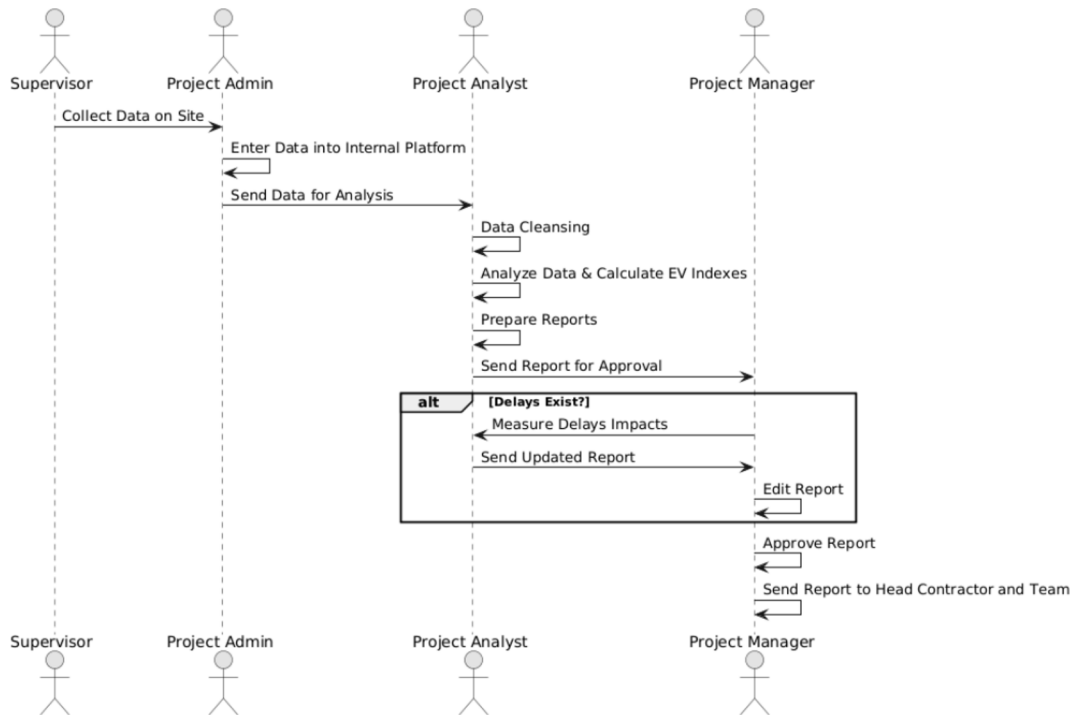 Supervisor
Project Admin
Project Analyst
Project Manager
Collect Data on Site
Enter Data into Internal Platform
Send Data for Analysis
Data Cleansing
Analyze Data & Calculate EV Indexes
Prepare Reports
Send Report for Approval
alt
[Delays Exist?]
Measure Delays Impacts
Send Updated Report
Edit Report
Approve Report
Send Report to Head Contractor and Team
Supervisor
Project Admin
Project Analyst
Project Manager